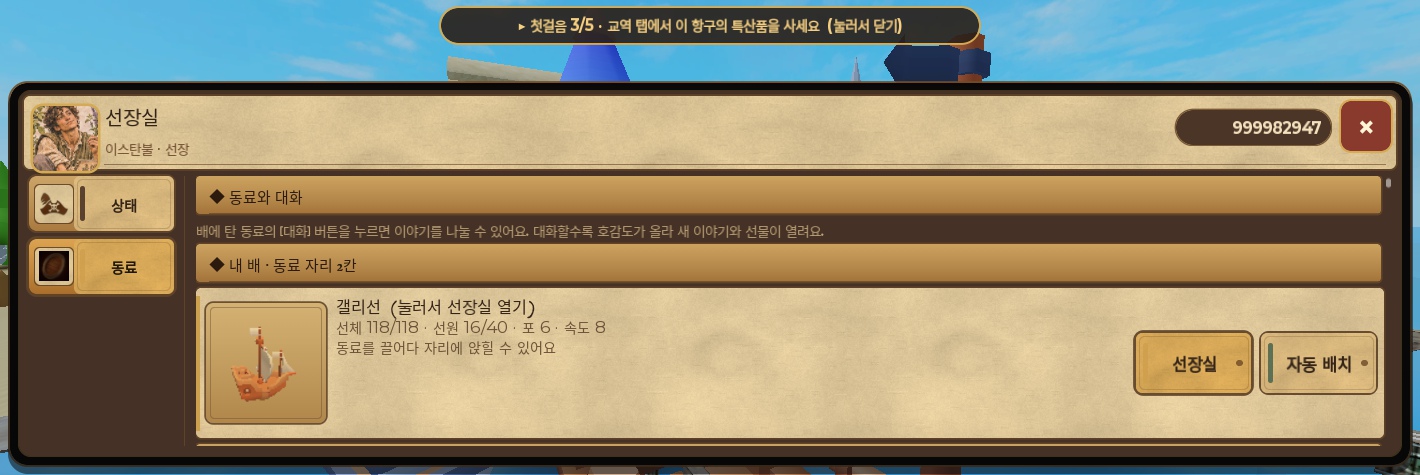 ▸ 첫걸음 3/5 · 교역 탭에서 이 항구의 특산품을 사세요 (눌러서 닫기)
선장실
이스탄불 · 선장
999982947
×
상태
동료
◆ 동료와 대화
배에 탄 동료의 [대화] 버튼을 누르면 이야기를 나눌 수 있어요. 대화할수록 호감도가 올라 새 이야기와 선물이 열려요.
◆ 내 배 · 동료 자리 2칸
갤리선 (눌러서 선장실 열기)
선체 118/118 · 선원 16/40 · 포 6 · 속도 8
동료를 끌어다 자리에 앉힐 수 있어요
선장실
자동 배치